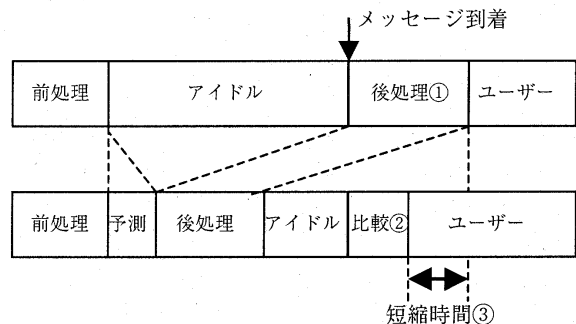 メッセージ到着
前処理 アイドル 後処理① ユーザー
前処理 予測 後処理 アイドル 比較② ユーザー
短縮時間③